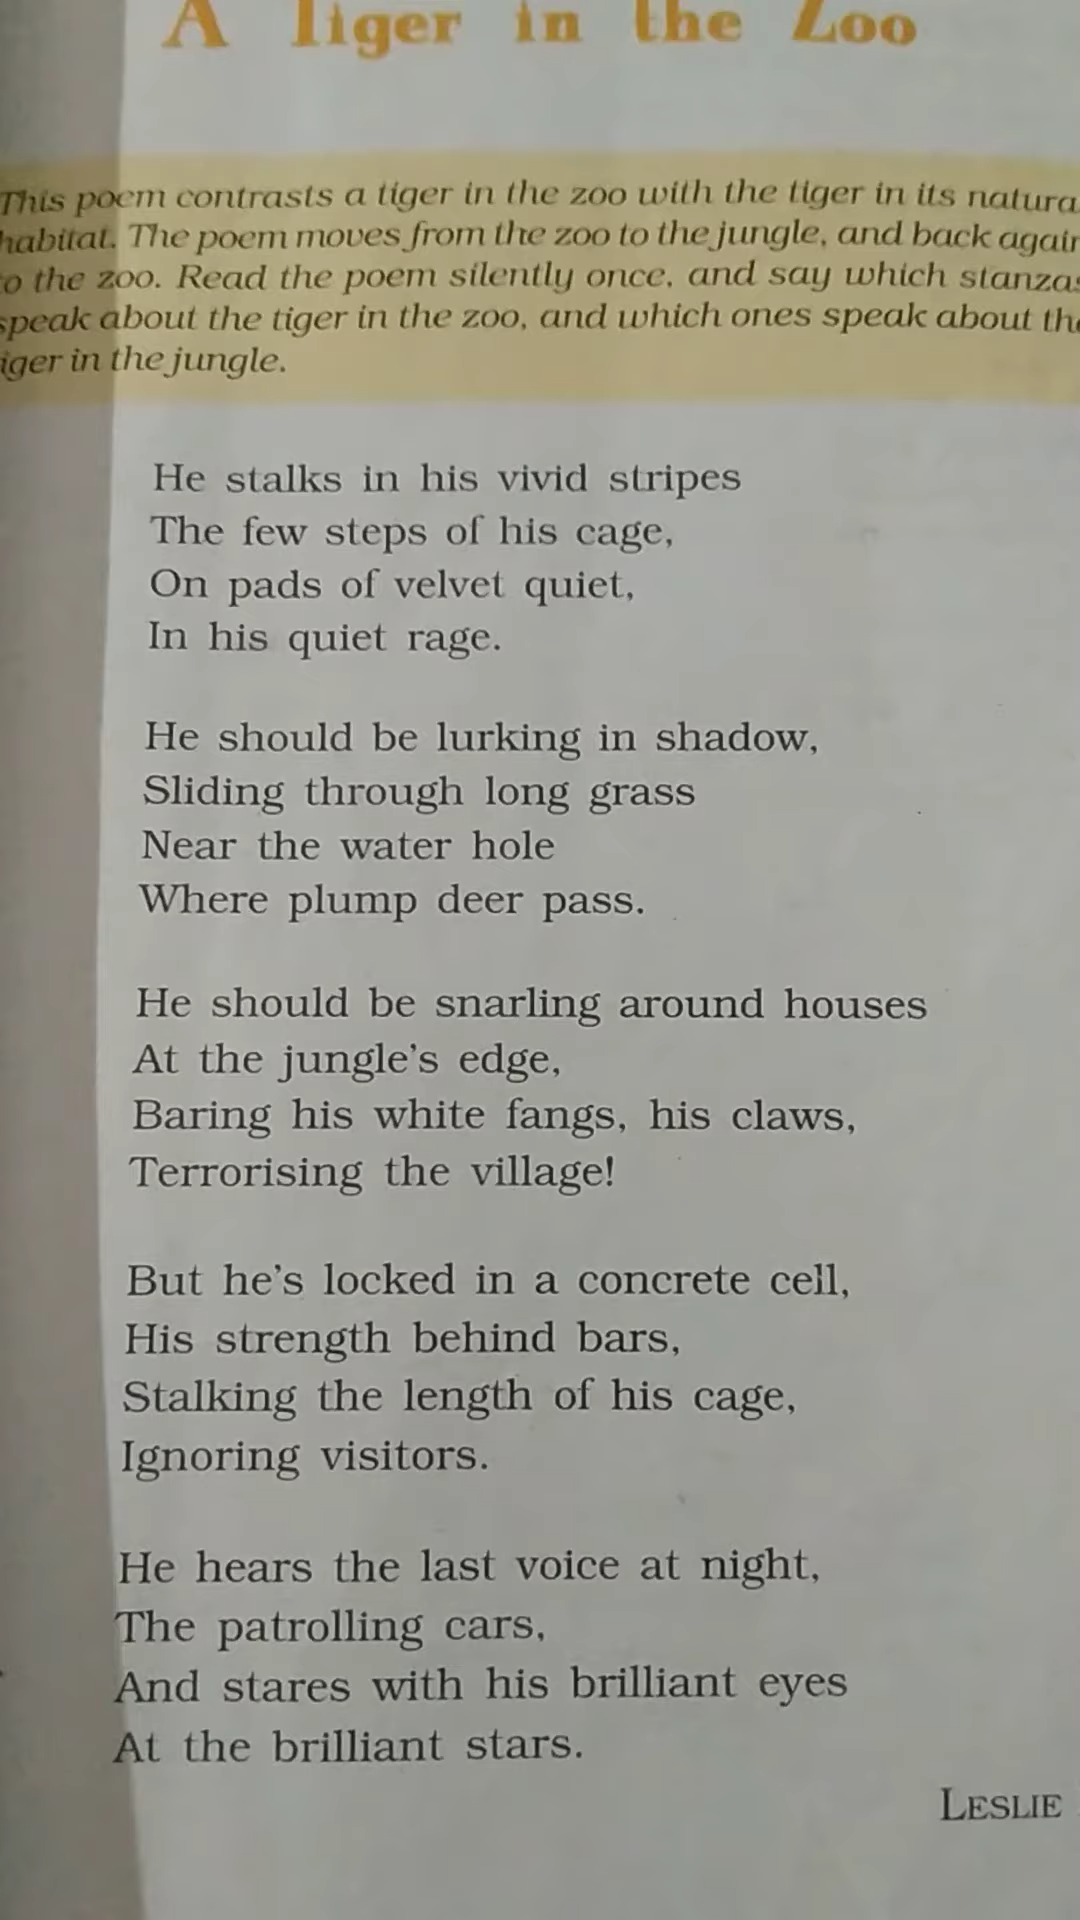 A Tiger in the Zoo
This poem contrasts a tiger in the zoo with the tiger in its natura
habitat. The poem moves from the zoo to the jungle, and back again
to the zoo. Read the poem silently once, and say which stanzas
speak about the tiger in the zoo, and which ones speak about the
tiger in the jungle.
He stalks in his vivid stripes
The few steps of his cage,
On pads of velvet quiet,
In his quiet rage.
He should be lurking in shadow,
Sliding through long grass
Near the water hole
Where plump deer pass.
He should be snarling around houses
At the jungle's edge,
Baring his white fangs, his claws,
Terrorising the village!
But he's locked in a concrete cell,
His strength behind bars,
Stalking the length of his cage,
Ignoring visitors.
He hears the last voice at night,
The patrolling cars,
And stares with his brilliant eyes
At the brilliant stars.
LESLIE